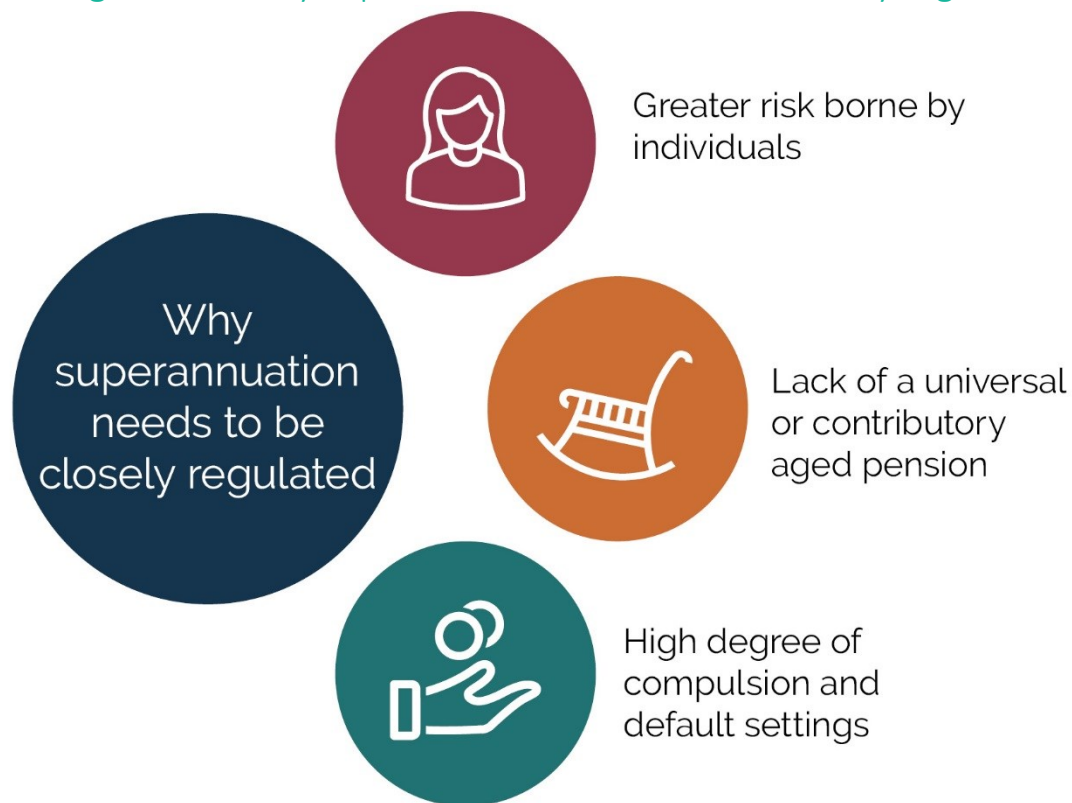 Why
superannuation
needs to be
closely regulated
Greater risk borne by
individuals
Lack of a universal
or contributory
aged pension
High degree of
compulsion and
default settings